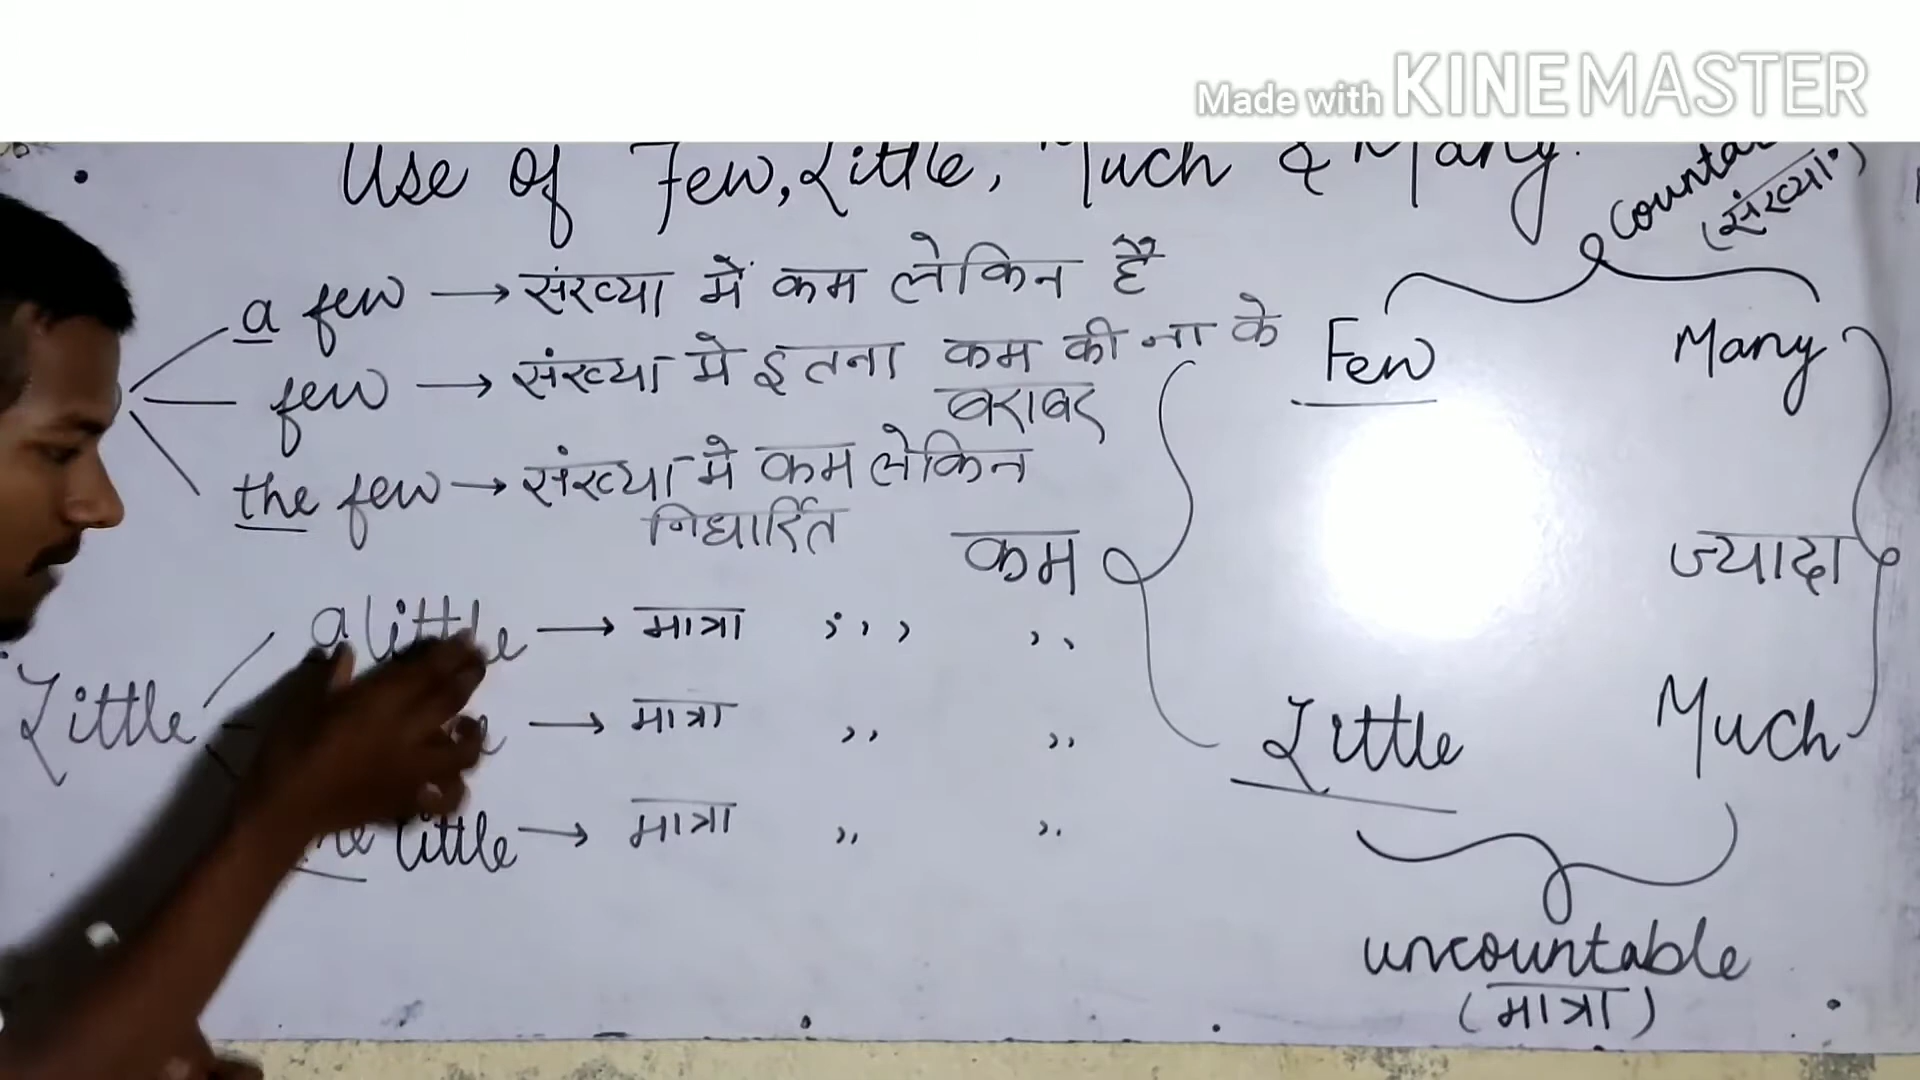 Made with KINEMASTER
Use of Few, Little, Much & Many.
(संख्या)
a few → संख्या में कम लेकिन है
few → संख्या मे इतना कम की ना के
बराबर
the few → संख्या मे कम लेकिन
निर्धारित
कम
Few
Many
ज्यादा
a little → मात्रा ,, ,,
Little
→ मात्रा ,, ,,
little → मात्रा ,, ,,
Little
Much
uncountable
(मात्रा)